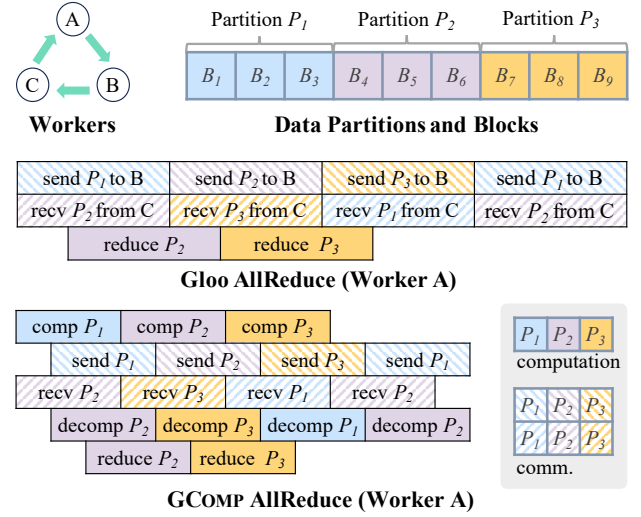 A
C
B
Workers
Partition P1 Partition P2 Partition P3
B1 B2 B3 B4 B5 B6 B7 B8 B9
Data Partitions and Blocks
send P1 to B send P2 to B send P3 to B send P1 to B
recv P2 from C recv P3 from C recv P1 from C recv P2 from C
reduce P2 reduce P3
Gloo AllReduce (Worker A)
comp P1 comp P2 comp P3
send P1 send P2 send P3 send P1
recv P2 recv P3 recv P1 recv P2
decomp P2 decomp P3 decomp P1 decomp P2
reduce P2 reduce P3
GCOMP AllReduce (Worker A)
P1 P2 P3
computation
P1 P2 P3
P1 P2 P3
comm.